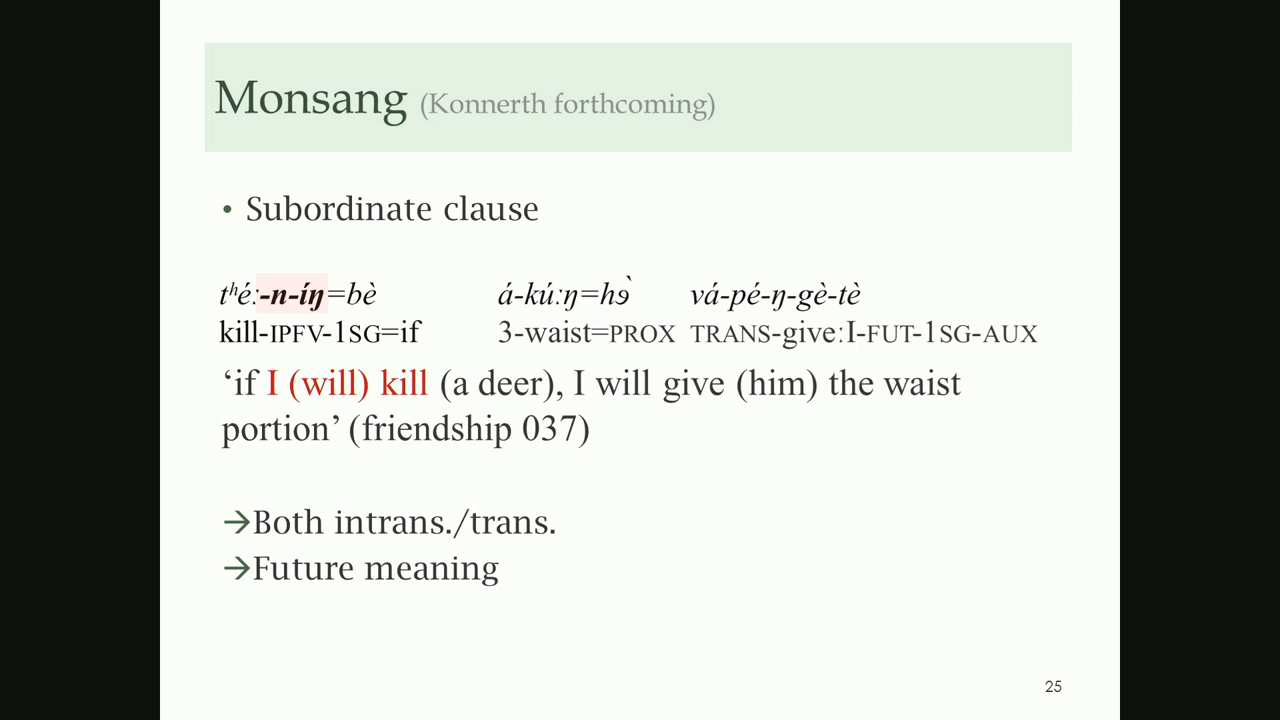 Monsang (Konnerth forthcoming)
• Subordinate clause
tʰéː-n-íŋ=bè á-kúːŋ=hɘ̀ vá-pé-ŋ-gè-tè
kill-IPFV-1SG=if 3-waist=PROX TRANS-give:I-FUT-1SG-AUX
‘if I (will) kill (a deer), I will give (him) the waist
portion’ (friendship 037)
→Both intrans./trans.
→Future meaning
25